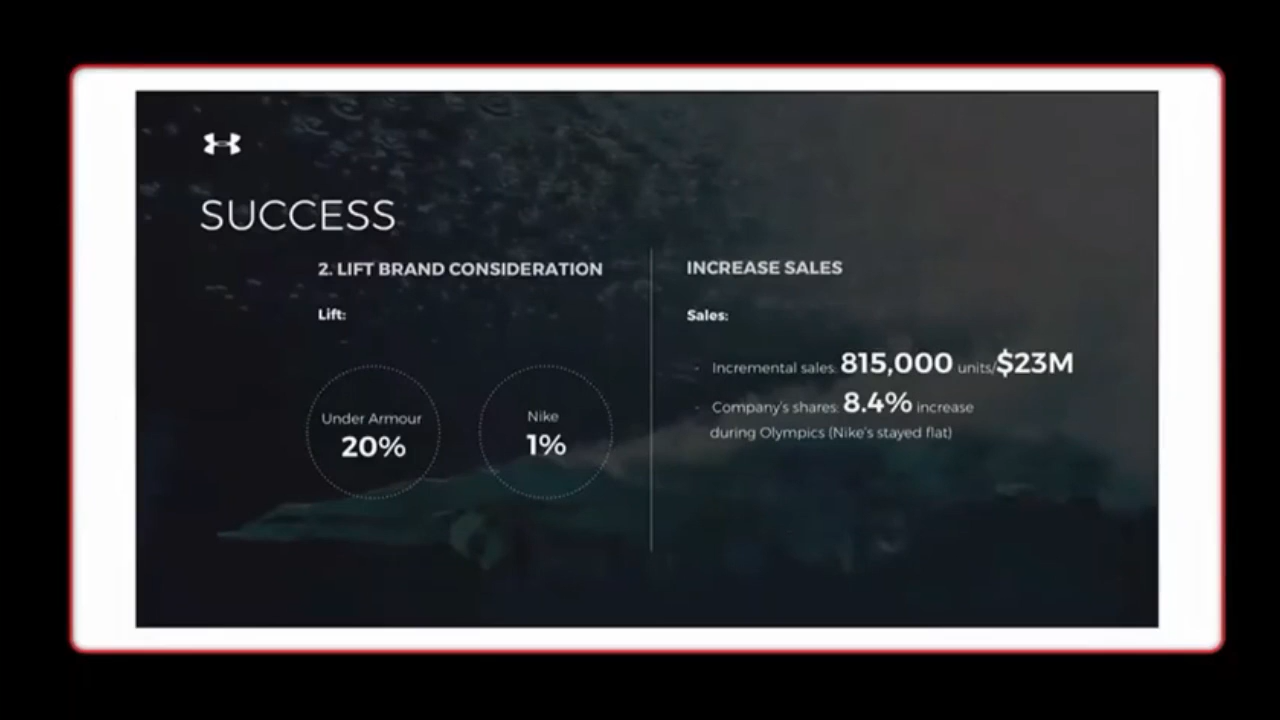 SUCCESS
2. LIFT BRAND CONSIDERATION
Lift:
Under Armour
20%
Nike
1%
INCREASE SALES
Sales:
- Incremental sales: 815,000 units/$23M
- Company's shares: 8.4% increase
during Olympics (Nike's stayed flat)